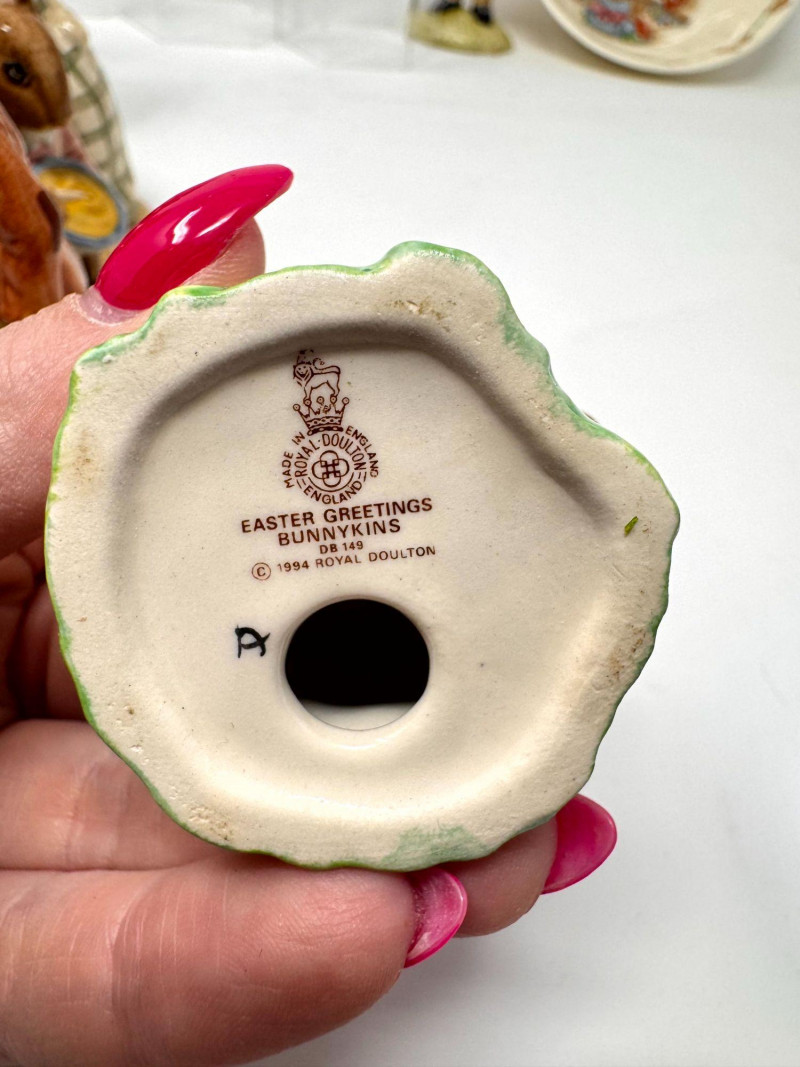 MADE IN ENGLAND
ROYAL·DOULTON
ENGLAND
EASTER GREETINGS
BUNNYKINS
DB 149
© 1994 ROYAL DOULTON